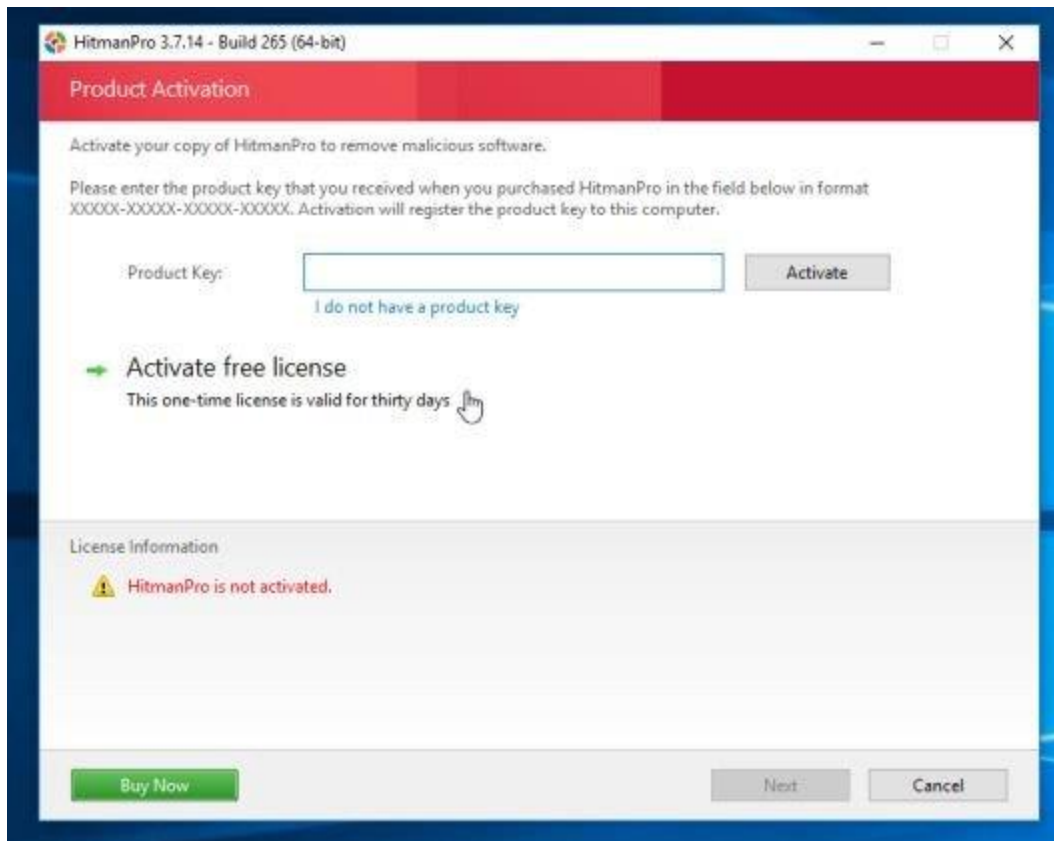 HitmanPro 3.7.14 - Build 265 (64-bit)
Product Activation
Activate your copy of HitmanPro to remove malicious software.
Please enter the product key that you received when you purchased HitmanPro in the field below in format
XXXXX-XXXXX-XXXXX-XXXXX. Activation will register the product key to this computer.
Product Key:
Activate
I do not have a product key
Activate free license
This one-time license is valid for thirty days
License Information
HitmanPro is not activated.
Buy Now
Next
Cancel